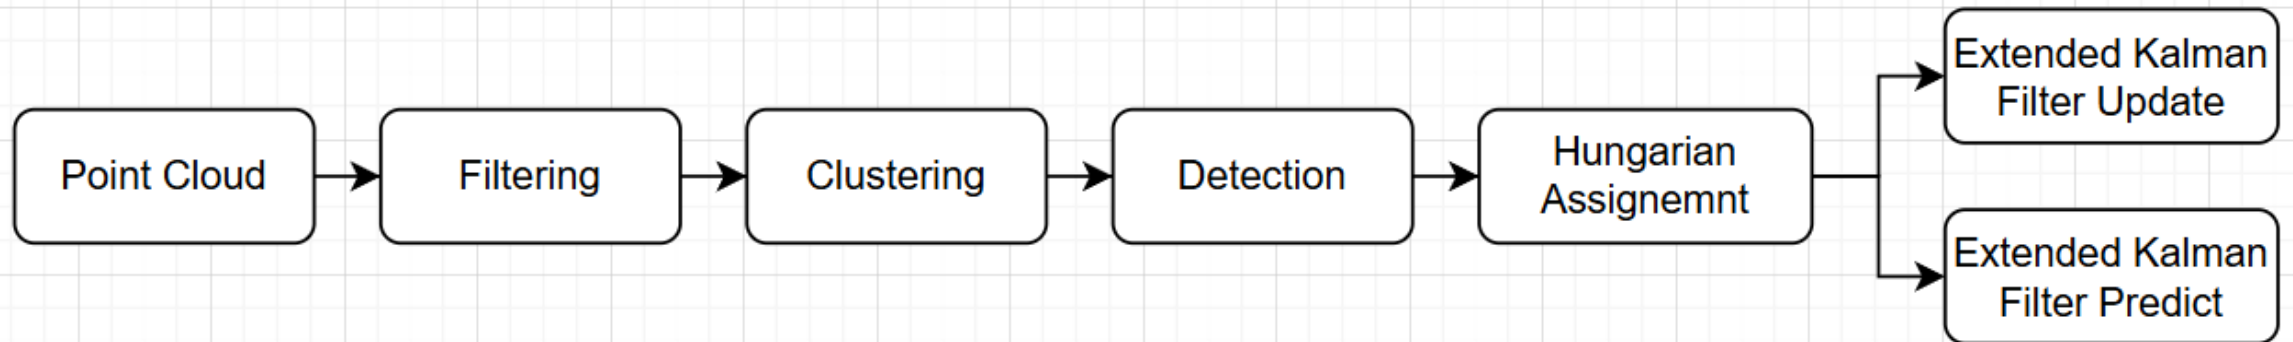 Point Cloud
Filtering
Clustering
Detection
Hungarian
Assignemnt
Extended Kalman
Filter Update
Extended Kalman
Filter Predict